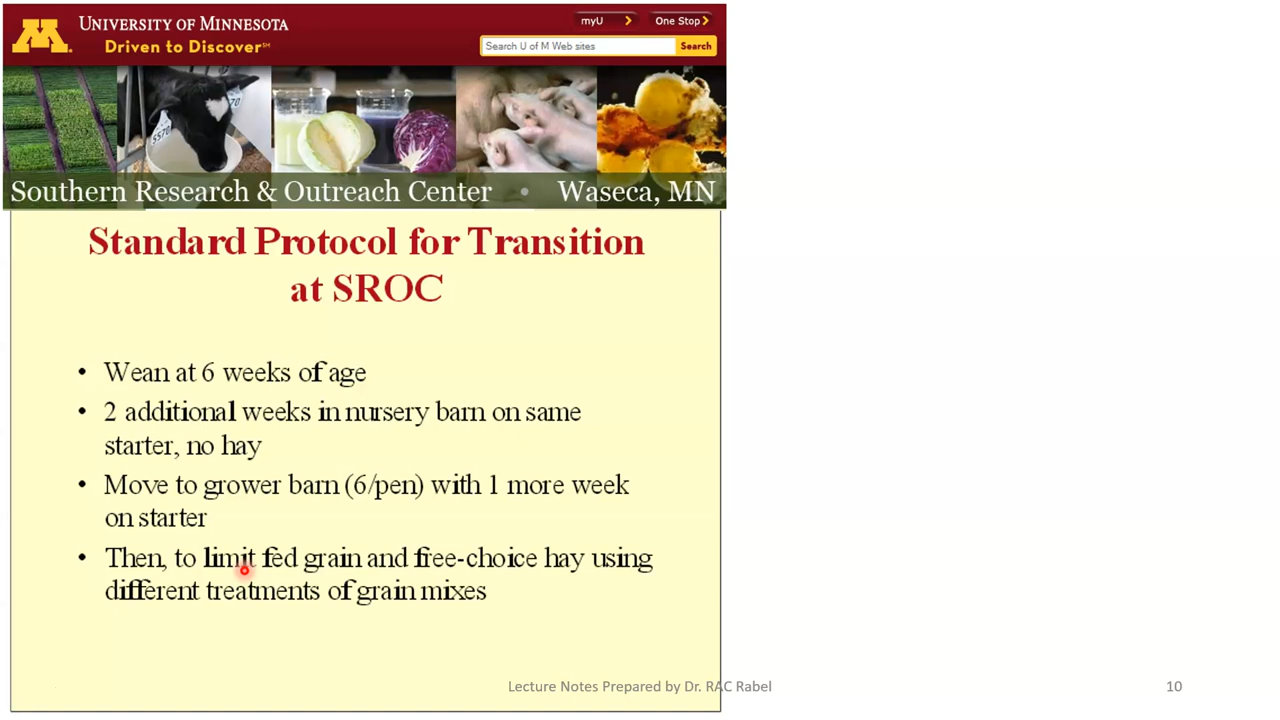 UNIVERSITY OF MINNESOTA
Driven to Discover℠
myU
One Stop
Search U of M Web sites
Search
5570
70
Southern Research & Outreach Center • Waseca, MN
Standard Protocol for Transition
at SROC
• Wean at 6 weeks of age
• 2 additional weeks in nursery barn on same
starter, no hay
• Move to grower barn (6/pen) with 1 more week
on starter
• Then, to limit fed grain and free-choice hay using
different treatments of grain mixes
Lecture Notes Prepared by Dr. RAC Rabel
10